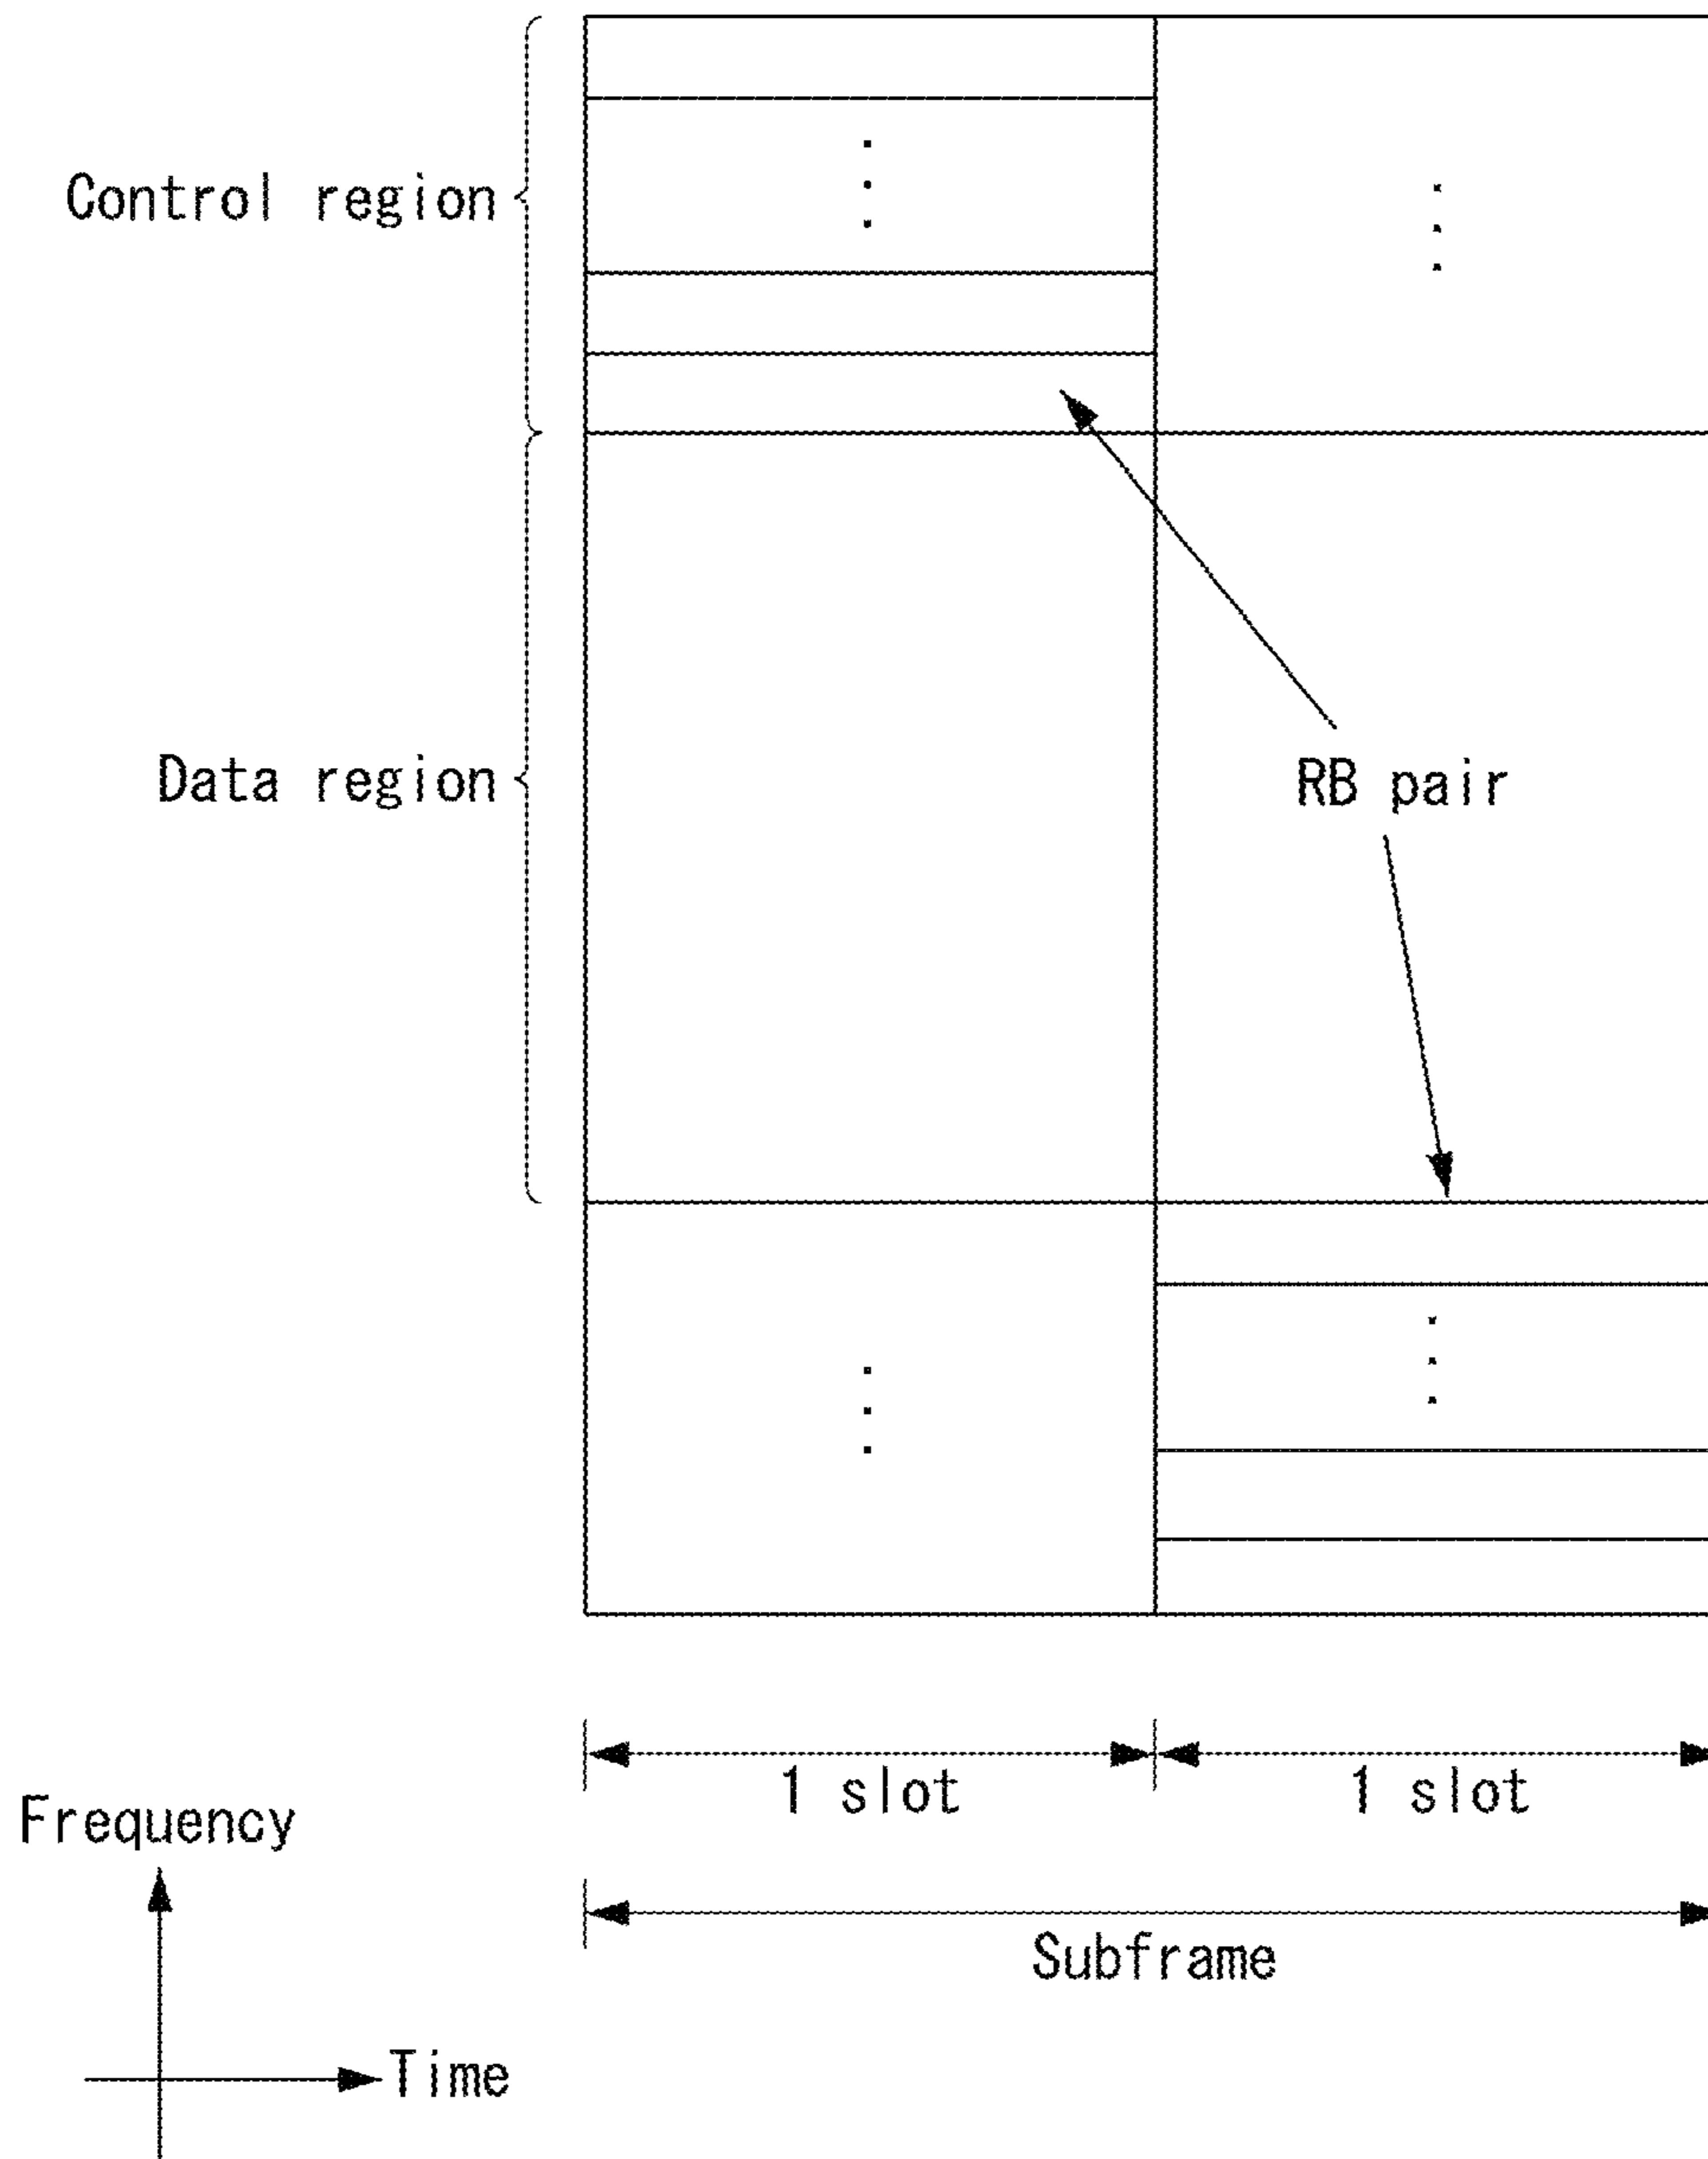 Control region
Data region
RB pair
1 slot
1 slot
Frequency
Subframe
Time